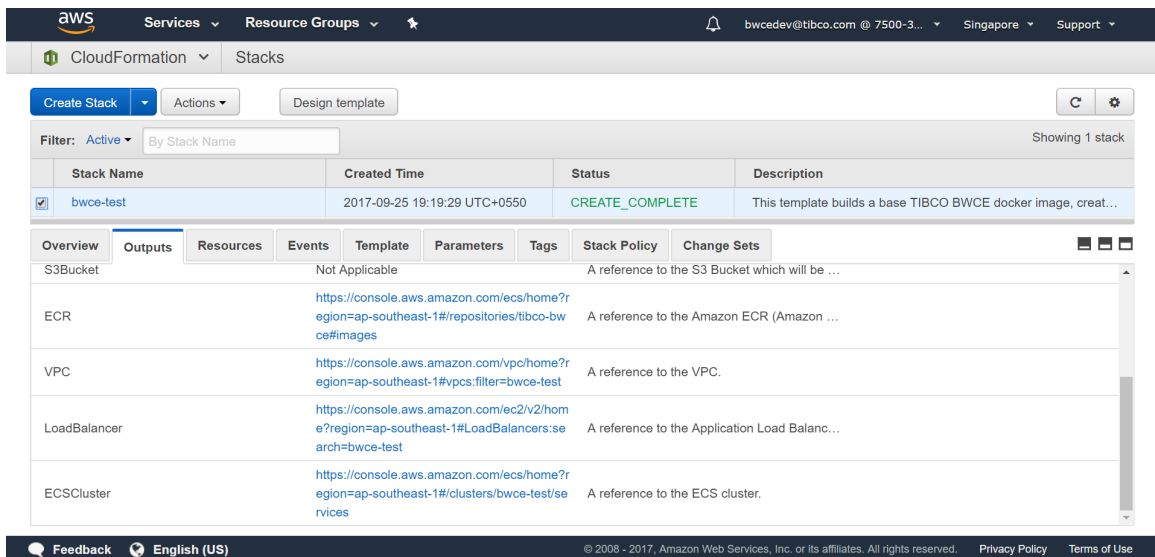 aws Services Resource Groups bwcedev@tibco.com @ 7500-3... Singapore Support
CloudFormation Stacks
Create Stack Actions Design template
Filter: Active By Stack Name Showing 1 stack
Stack Name Created Time Status Description
bwce-test 2017-09-25 19:19:29 UTC+0550 CREATE_COMPLETE This template builds a base TIBCO BWCE docker image, creat...
Overview Outputs Resources Events Template Parameters Tags Stack Policy Change Sets
S3Bucket Not Applicable A reference to the S3 Bucket which will be ...
https://console.aws.amazon.com/ecs/home?r
ECR egion=ap-southeast-1#/repositories/tibco-bw A reference to the Amazon ECR (Amazon ...
ce#images
https://console.aws.amazon.com/vpc/home?r
VPC egion=ap-southeast-1#vpcs:filter=bwce-test A reference to the VPC.
https://console.aws.amazon.com/ec2/v2/hom
LoadBalancer e?region=ap-southeast-1#LoadBalancers:se A reference to the Application Load Balanc...
arch=bwce-test
https://console.aws.amazon.com/ecs/home?r
ECSCluster egion=ap-southeast-1#/clusters/bwce-test/se A reference to the ECS cluster.
rvices
Feedback English (US) © 2008 - 2017, Amazon Web Services, Inc. or its affiliates. All rights reserved. Privacy Policy Terms of Use